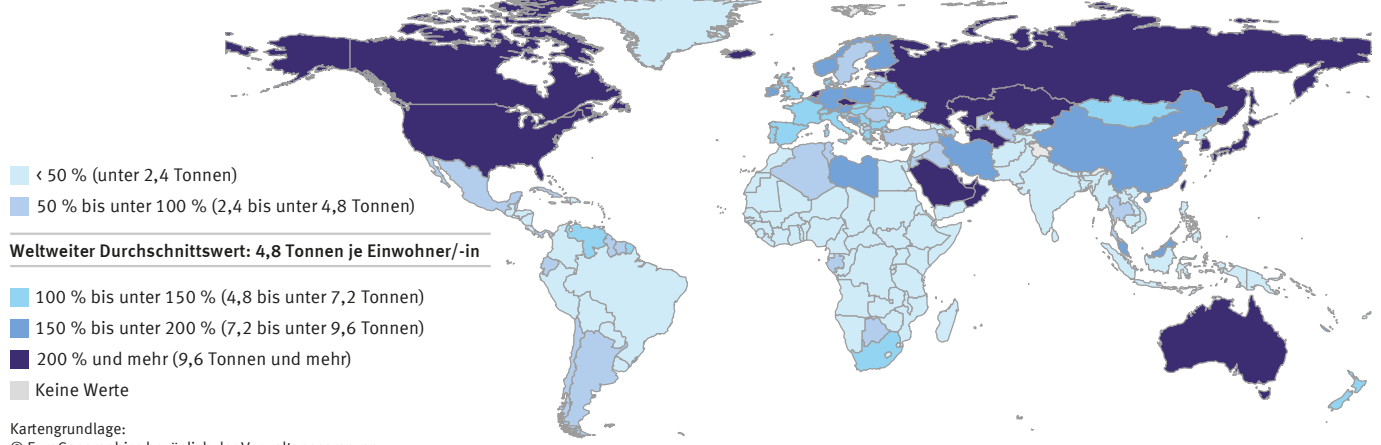 < 50 % (unter 2,4 Tonnen)
50 % bis unter 100 % (2,4 bis unter 4,8 Tonnen)
Weltweiter Durchschnittswert: 4,8 Tonnen je Einwohner/-in
100 % bis unter 150 % (4,8 bis unter 7,2 Tonnen)
150 % bis unter 200 % (7,2 bis unter 9,6 Tonnen)
200 % und mehr (9,6 Tonnen und mehr)
Keine Werte
Kartengrundlage: